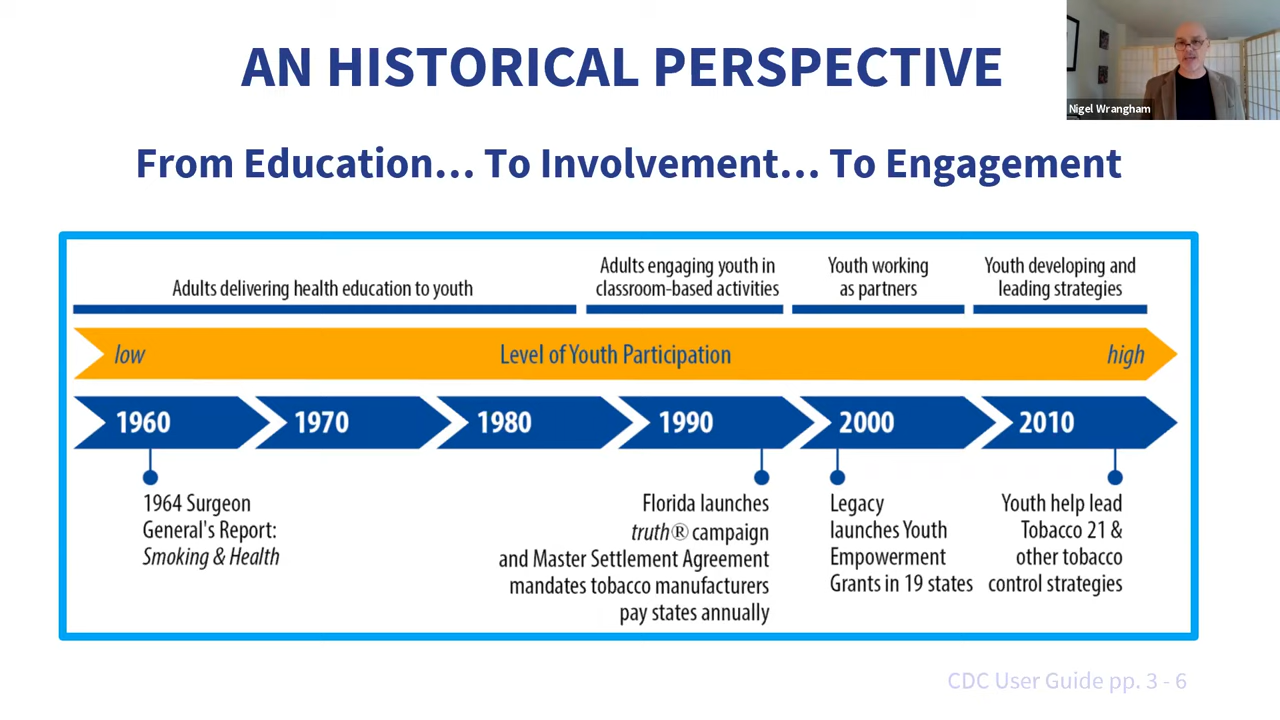 AN HISTORICAL PERSPECTIVE
Nigel Wrangham
From Education... To Involvement... To Engagement
Adults delivering health education to youth
Adults engaging youth in
classroom-based activities
Youth working
as partners
Youth developing and
leading strategies
low
Level of Youth Participation
high
1960
1970
1980
1990
2000
2010
1964 Surgeon
General's Report:
Smoking & Health
Florida launches
truth® campaign
and Master Settlement Agreement
mandates tobacco manufacturers
pay states annually
Legacy
launches Youth
Empowerment
Grants in 19 states
Youth help lead
Tobacco 21 &
other tobacco
control strategies
CDC User Guide pp. 3 - 6